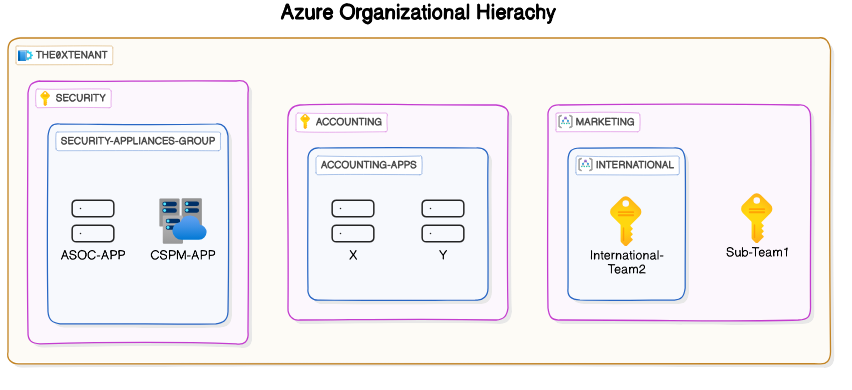 Azure Organizational Hierachy
THE0XTENANT
SECURITY
SECURITY-APPLIANCES-GROUP
ASOC-APP
CSPM-APP
ACCOUNTING
ACCOUNTING-APPS
X
Y
MARKETING
INTERNATIONAL
International-
Team2
Sub-Team1